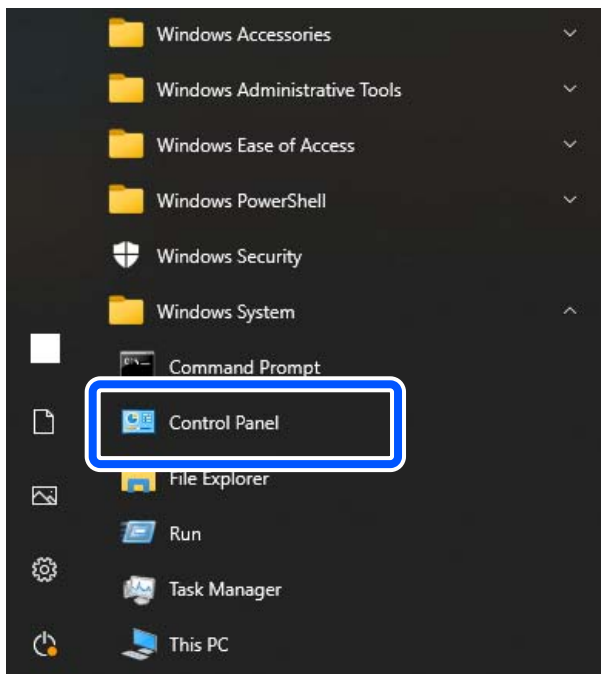 Windows Accessories
Windows Administrative Tools
Windows Ease of Access
Windows PowerShell
Windows Security
Windows System
Command Prompt
Control Panel
File Explorer
Run
Task Manager
This PC